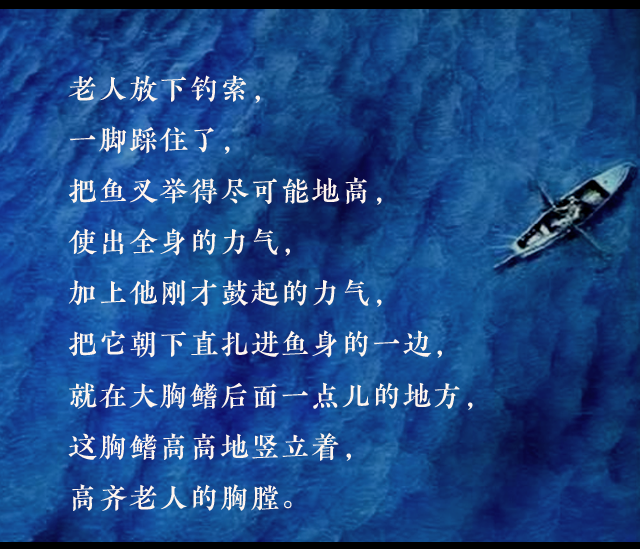 老人放下钓索，
一脚踩住了，
把鱼叉举得尽可能地高，
使出全身的力气，
加上他刚才鼓起的力气，
把它朝下直扎进鱼身的一边，
就在大胸鳍后面一点儿的地方，
这胸鳍高高地竖立着，
高齐老人的胸膛。